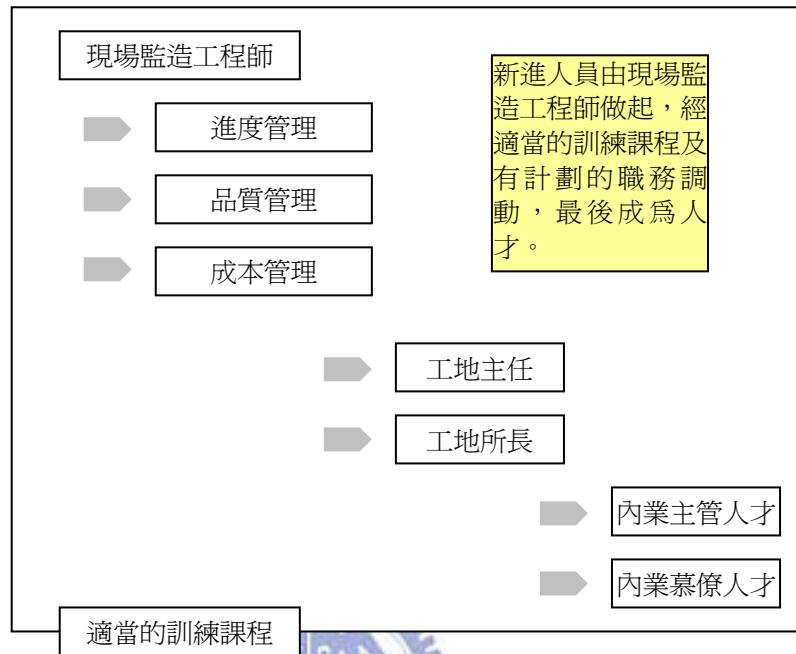 現場監造工程師
新進人員由現場監
造工程師做起，經
適當的訓練課程及
有計劃的職務調
動，最後成為人
才。
進度管理
品質管理
成本管理
工地主任
工地所長
內業主管人才
內業慕僚人才
適當的訓練課程